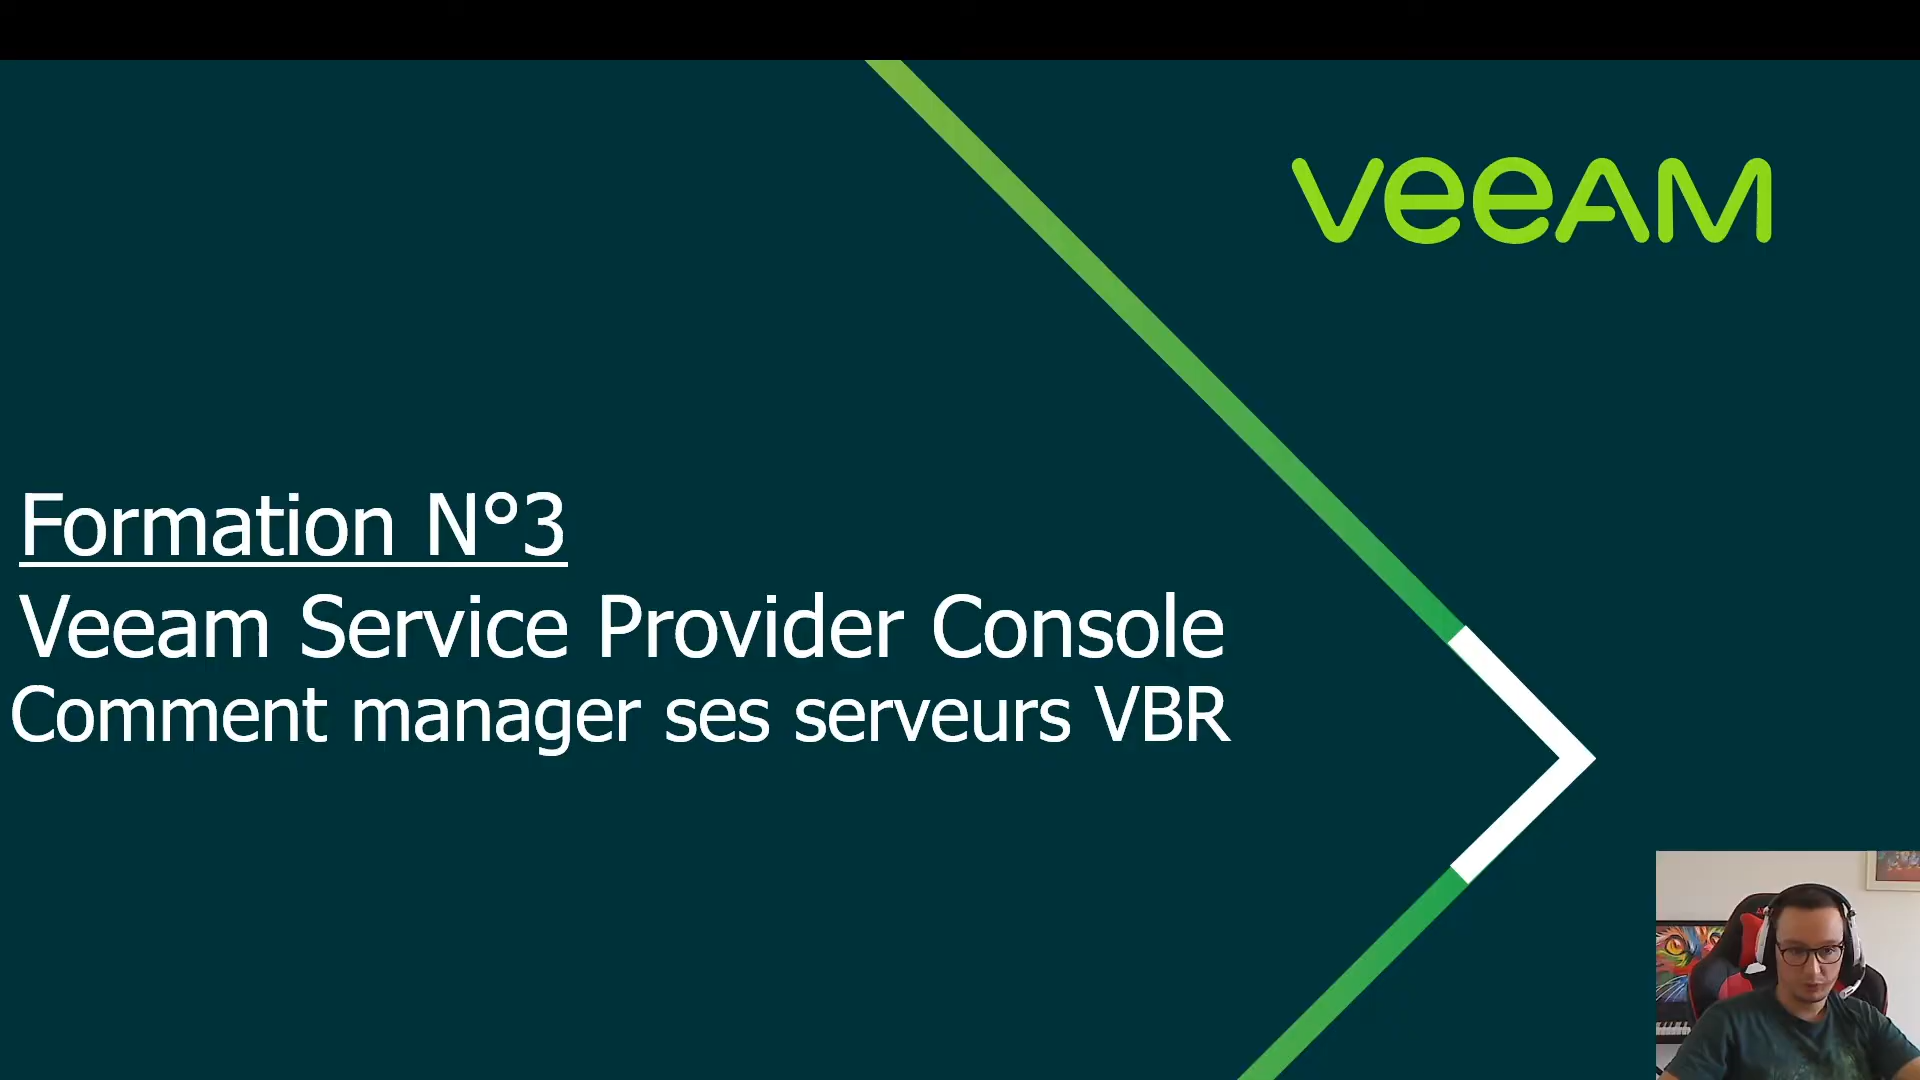 veeAM
Formation N°3
Veeam Service Provider Console
Comment manager ses serveurs VBR